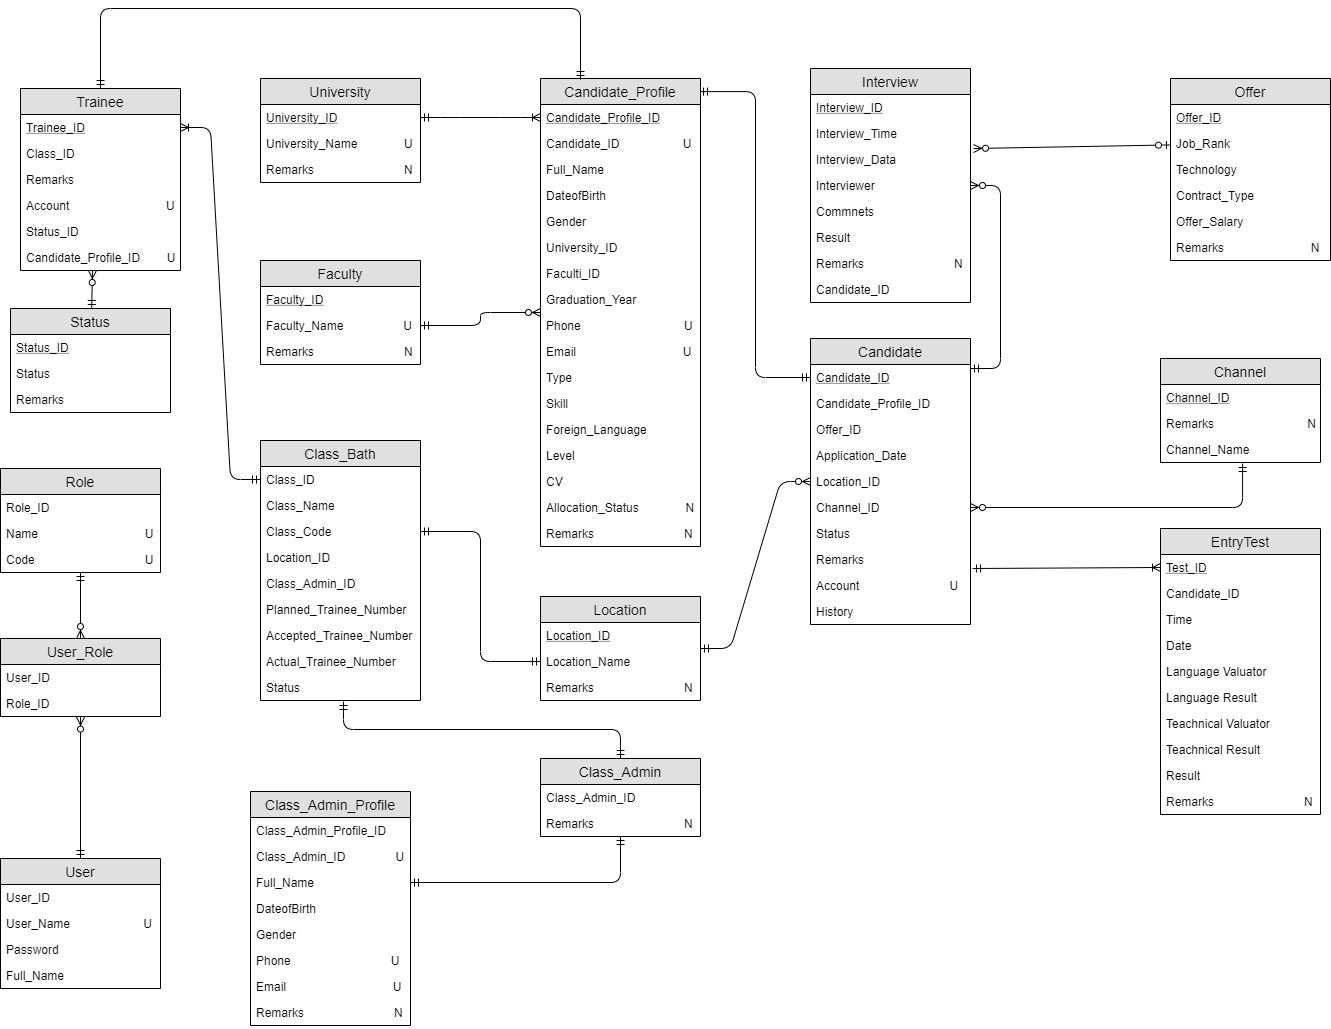 Trainee
Trainee_ID
Class_ID
Remarks
Account U
Status_ID
Candidate_Profile_ID U
Status
Status_ID
Status
Remarks
Role
Role_ID
Name U
Code U
User_Role
User_ID
Role_ID
User
User_ID
User_Name U
Password
Full_Name
University
University_ID
University_Name U
Remarks N
Faculty
Faculty_ID
Faculty_Name U
Remarks N
Class_Bath
Class_ID
Class_Name
Class_Code
Location_ID
Class_Admin_ID
Planned_Trainee_Number
Accepted_Trainee_Number
Actual_Trainee_Number
Status
Class_Admin_Profile
Class_Admin_Profile_ID
Class_Admin_ID U
Full_Name
DateofBirth
Gender
Phone U
Email U
Remarks N
Candidate_Profile
Candidate_Profile_ID
Candidate_ID U
Full_Name
DateofBirth
Gender
University_ID
Faculti_ID
Graduation_Year
Phone U
Email U
Type
Skill
Foreign_Language
Level
CV
Allocation_Status N
Remarks N
Location
Location_ID
Location_Name
Remarks N
Class_Admin
Class_Admin_ID
Remarks N
Interview
Interview_ID
Interview_Time
Interview_Data
Interviewer
Commnets
Result
Remarks N
Candidate_ID
Candidate
Candidate_ID
Candidate_Profile_ID
Offer_ID
Application_Date
Location_ID
Channel_ID
Status
Remarks
Account U
History
Offer
Offer_ID
Job_Rank
Technology
Contract_Type
Offer_Salary
Remarks N
Channel
Channel_ID
Remarks N
Channel_Name
EntryTest
Test_ID
Candidate_ID
Time
Date
Language Valuator
Language Result
Teachnical Valuator
Teachnical Result
Result
Remarks N